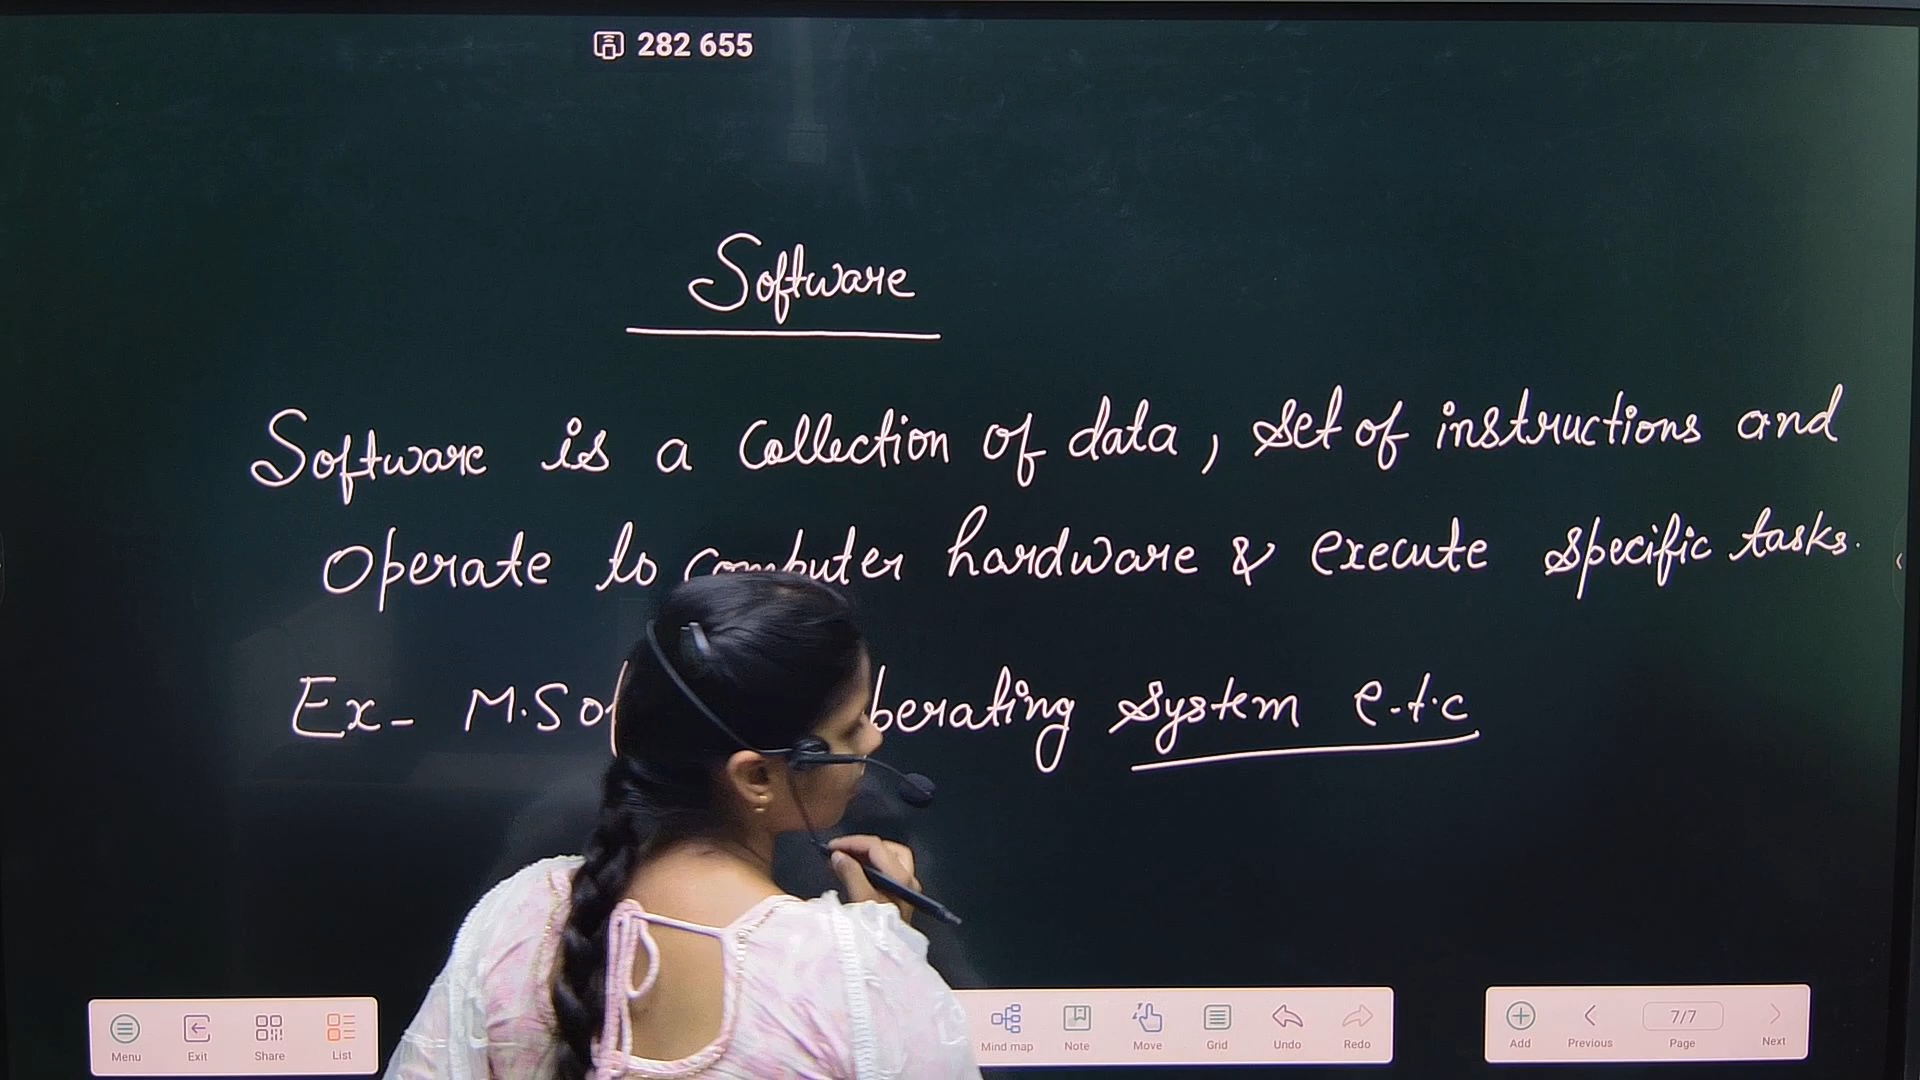 282 655
Software
Software is a Collection of data, set of instructions and
Operate to computer hardware & execute specific tasks.
Ex- system e.t.c
Menu Exit Share List Mind map Note Move Grid Undo Redo Add Previous 7/7 Page Next